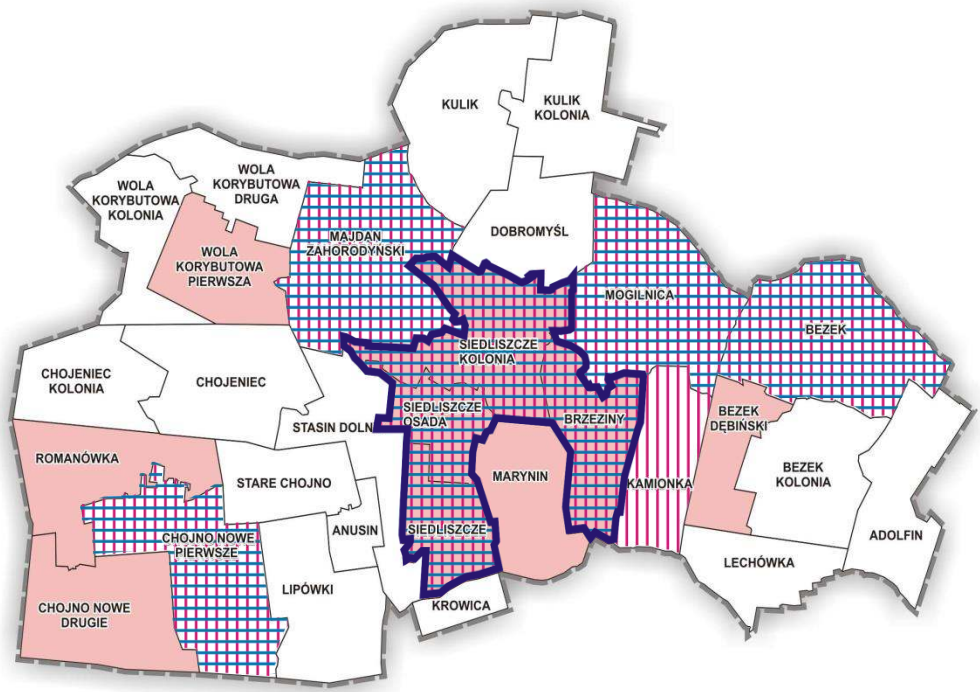 KULIK
KULIK
KOLONIA
WOLA
KORYBUTOWA
DRUGA
WOLA
KORYBUTOWA
KOLONIA
DOBROMYŚL
MAJDAN
ZAHORODYŃSKI
WOLA
KORYBUTOWA
PIERWSZA
MOGILNICA
BEZEK
SIEDLISZCZE
KOLONIA
CHOJENIEC
KOLONIA
CHOJENIEC
SIEDLISZCZE
OSADA
BRZEZINY
BEZEK
DĘBIŃSKI
STASIN DOLN
ROMANÓWKA
STARE CHOJNO
MARYNIN
KAMIONKA
BEZEK
KOLONIA
ANUSIN
SIEDLISZCZE
ADOLFIN
CHOJNO NOWE
PIERWSZE
LECHÓWKA
LIPÓWKI
KROWICA
CHOJNO NOWE
DRUGIE